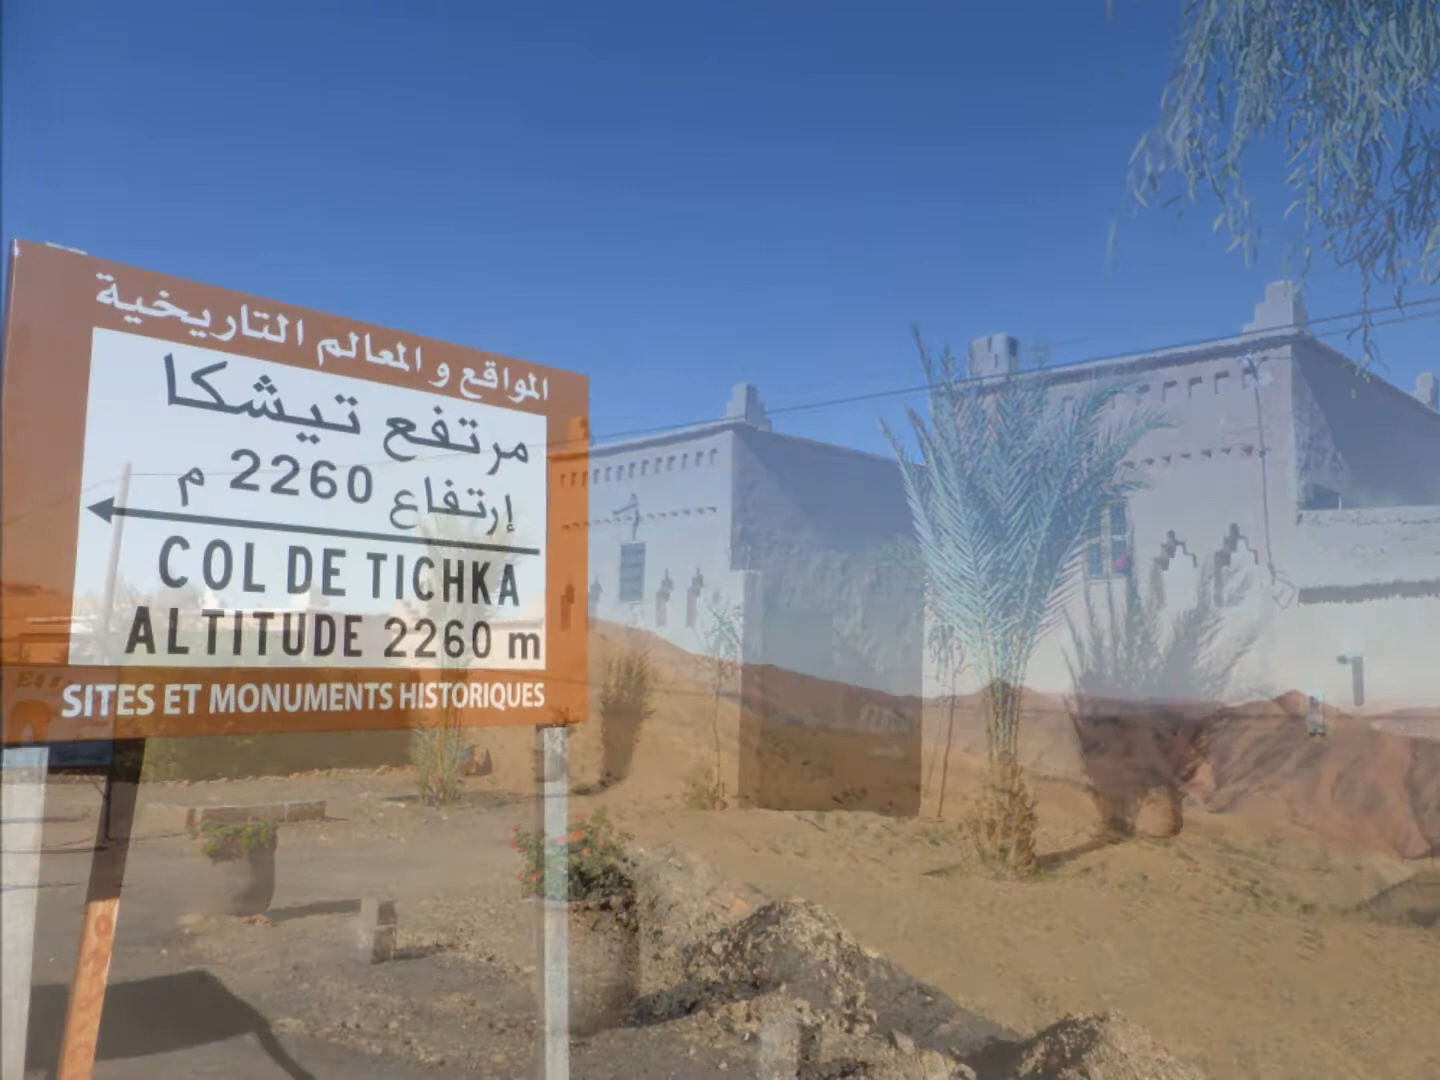 المواقع و المعالم التاريخية
مرتفع تيشكا
إرتفاع 2260 م
COL DE TICHKA
ALTITUDE 2260 m
SITES ET MONUMENTS HISTORIQUES